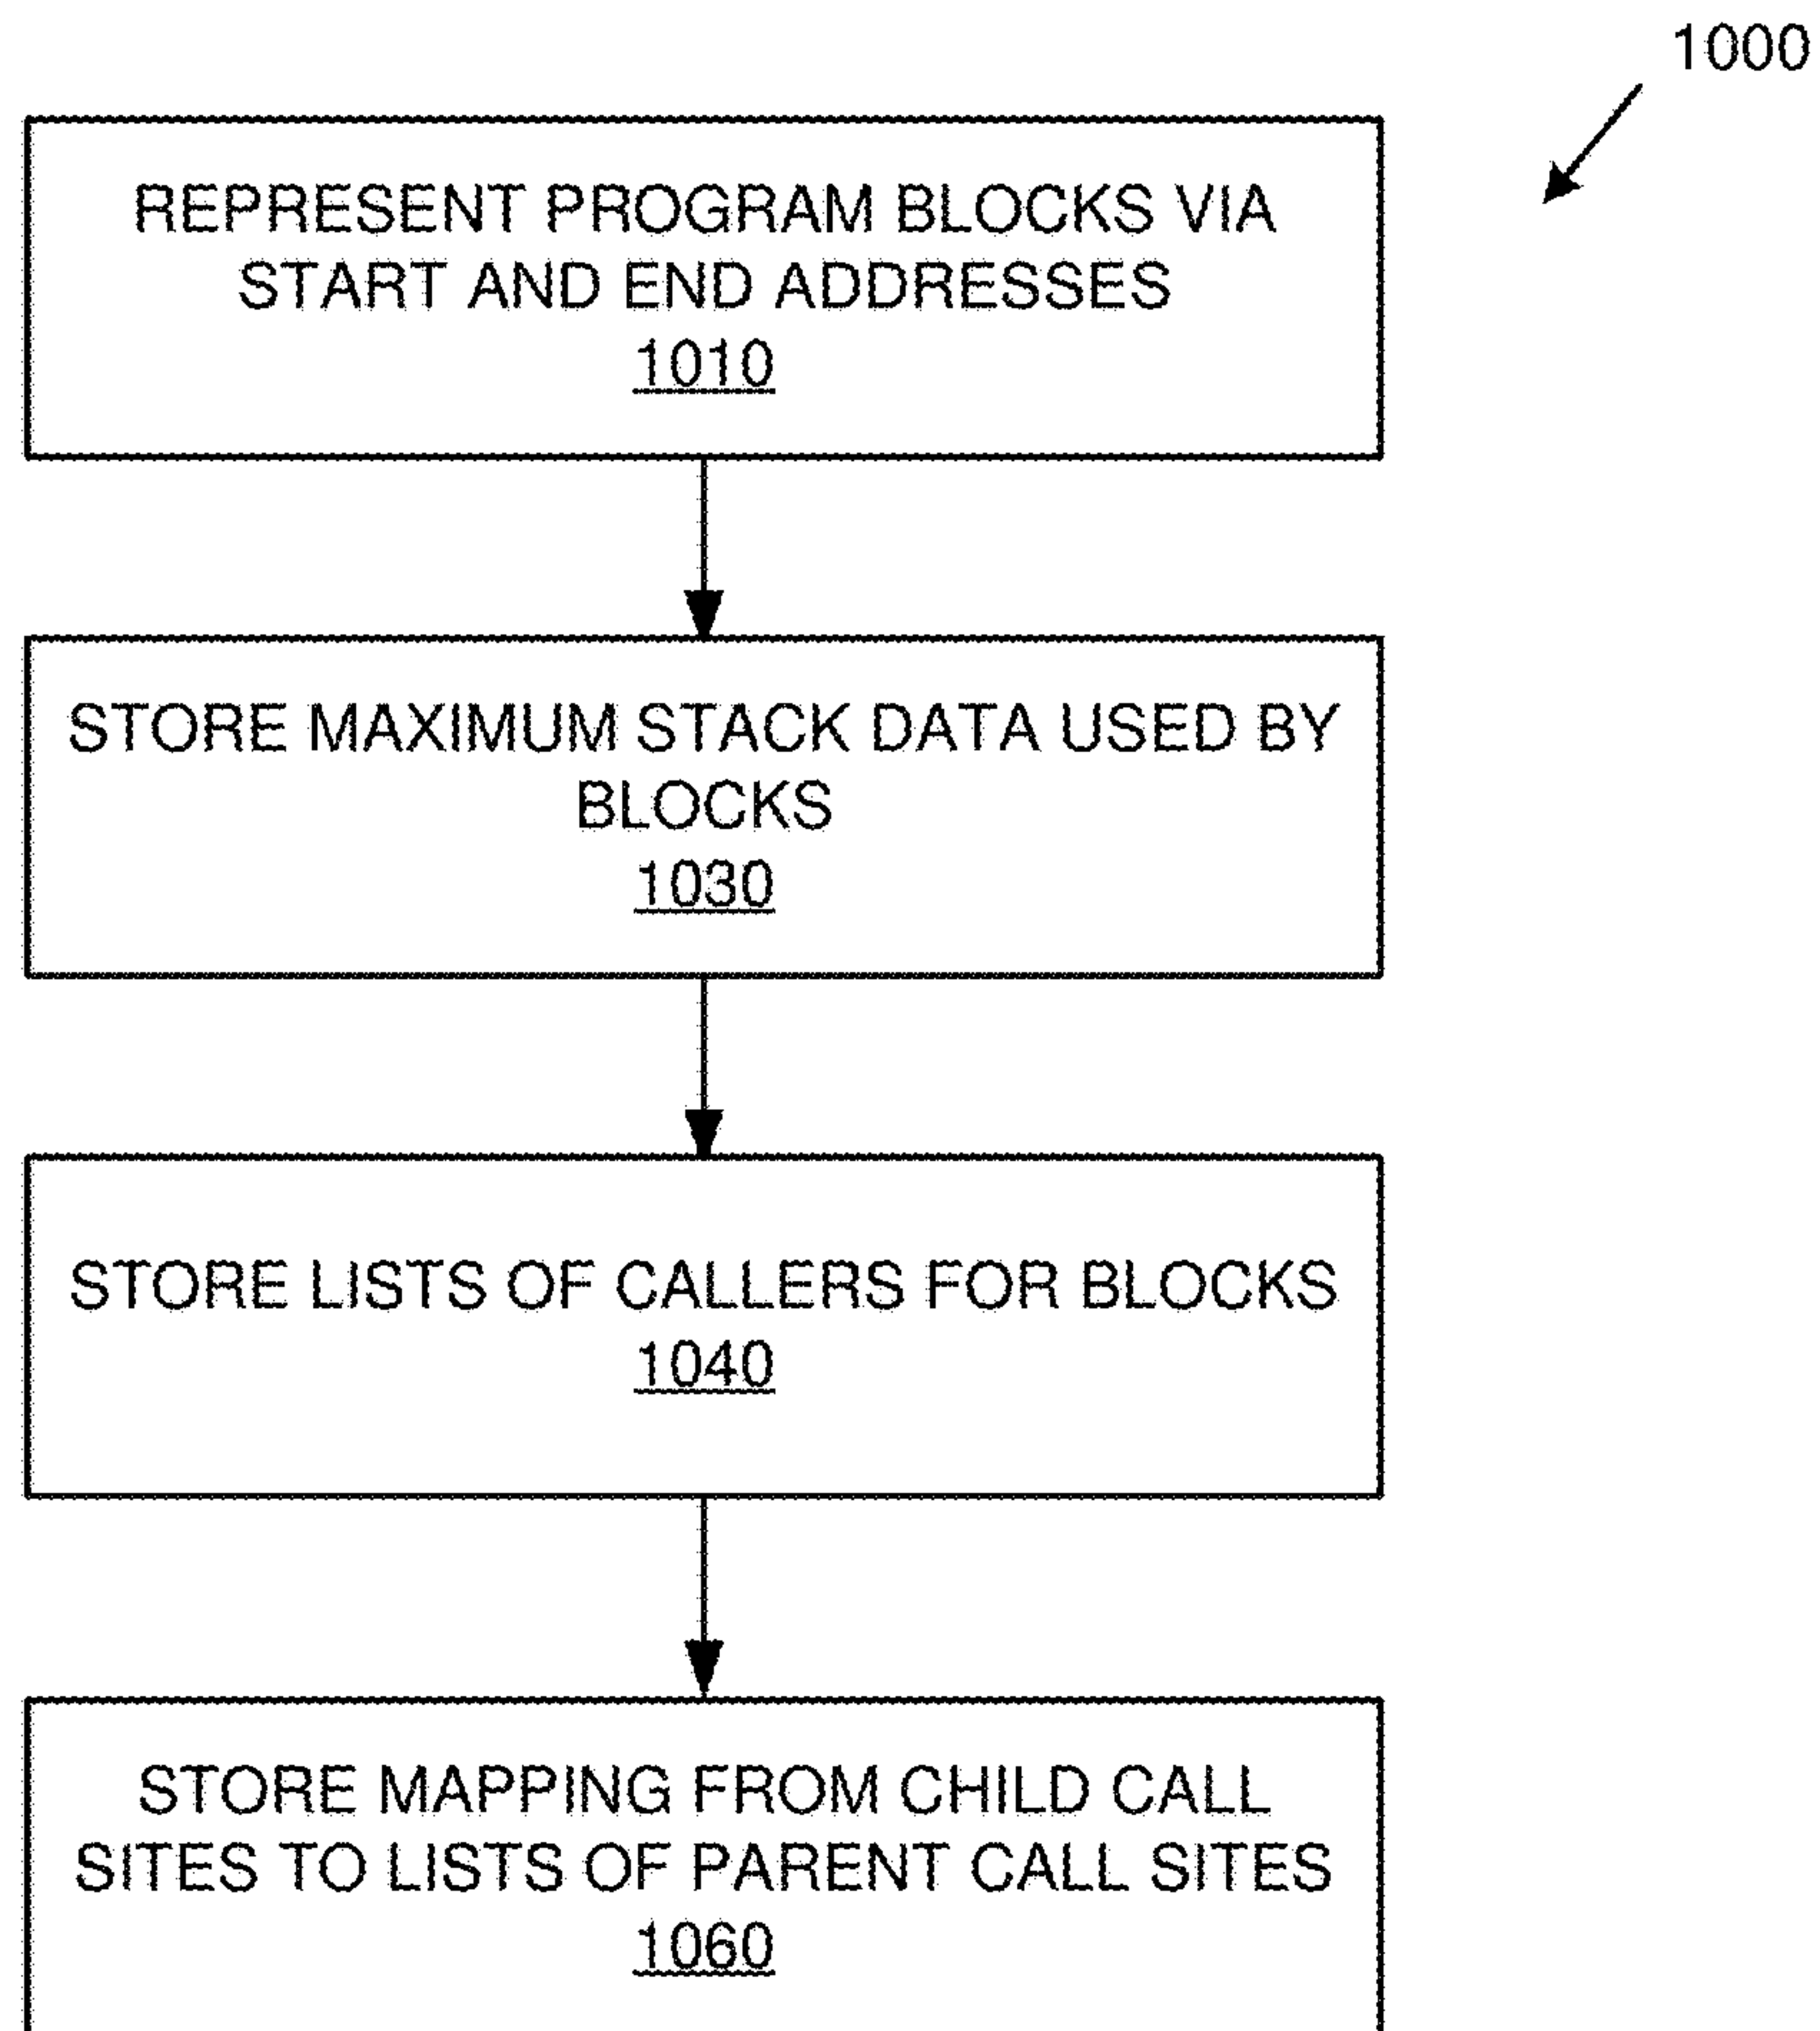 1000
REPRESENT PROGRAM BLOCKS VIA
START AND END ADDRESSES
1010
STORE MAXIMUM STACK DATA USED BY
BLOCKS
1030
STORE LISTS OF CALLERS FOR BLOCKS
1040
STORE MAPPING FROM CHILD CALL
SITES TO LISTS OF PARENT CALL SITES
1060